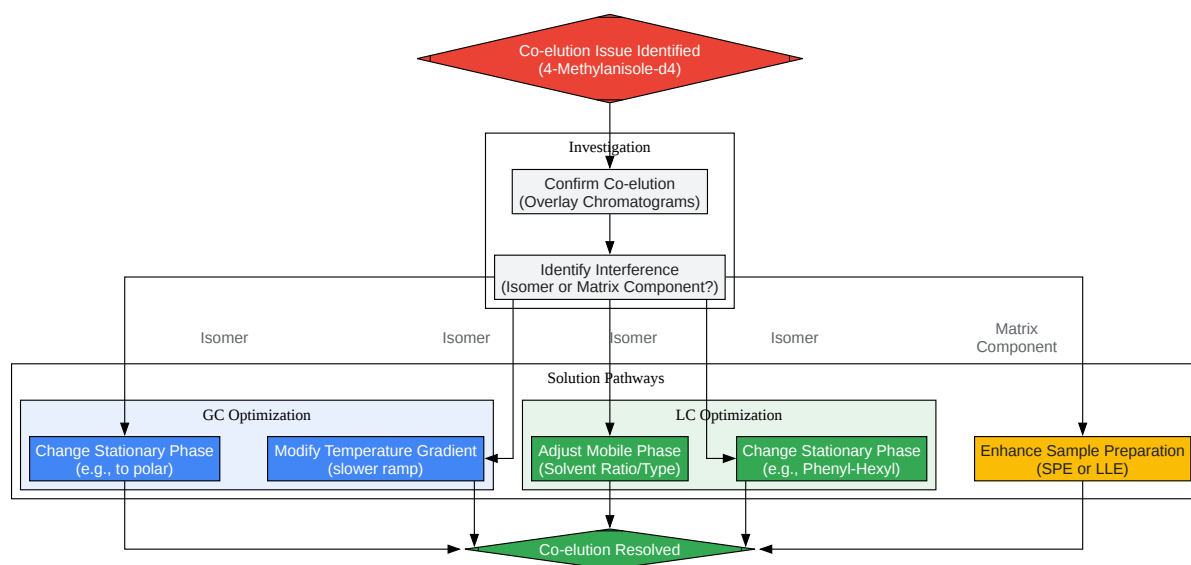 Co-elution Issue Identified
(4-Methylanisole-d4)
Investigation
Confirm Co-elution
(Overlay Chromatograms)
Identify Interference
(Isomer or Matrix Component?)
Isomer
Isomer
Isomer
Isomer
Matrix
Component
Solution Pathways
GC Optimization
LC Optimization
Change Stationary Phase
(e.g., to polar)
Modify Temperature Gradient
(slower ramp)
Adjust Mobile Phase
(Solvent Ratio/Type)
Change Stationary Phase
(e.g., Phenyl-Hexyl)
Enhance Sample Preparation
(SPE or LLE)
Co-elution Resolved